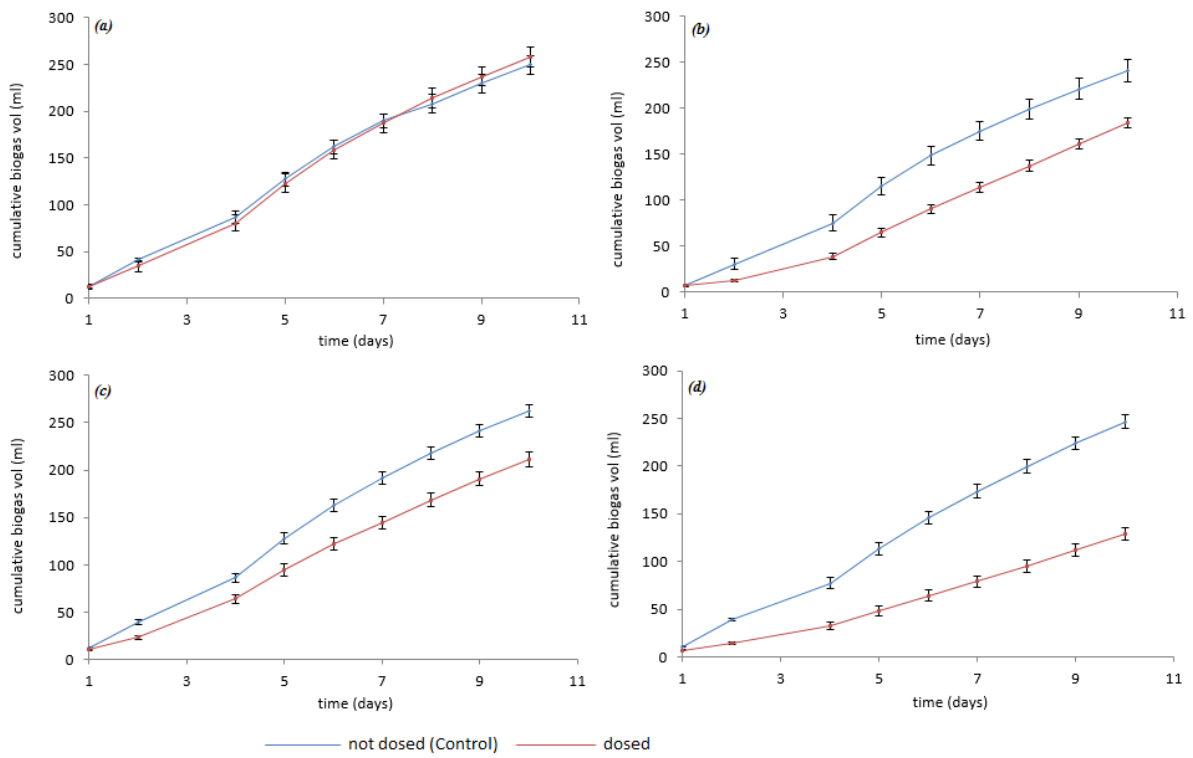 (a)
300
250
200
150
100
50
0
cumulative biogas vol (ml)
1 3 5 7 9 11
time (days)
(b)
300
250
200
150
100
50
0
cumulative biogas vol (ml)
1 3 5 7 9 11
time (days)
(c)
300
250
200
150
100
50
0
cumulative biogas vol (ml)
1 3 5 7 9 11
time (days)
(d)
300
250
200
150
100
50
0
cumulative biogas vol (ml)
1 3 5 7 9 11
time (days)
not dosed (Control) dosed